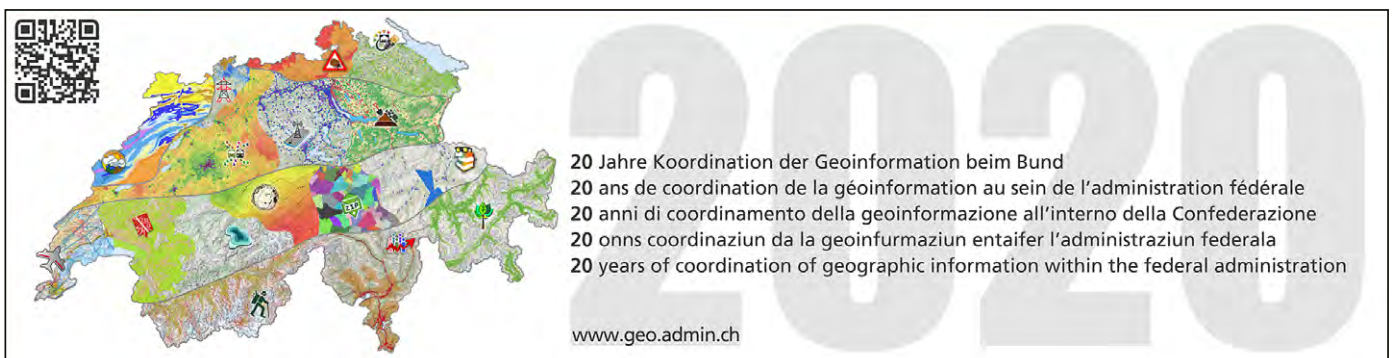 2020
20 Jahre Koordination der Geoinformation beim Bund
20 ans de coordination de la géoinformation au sein de l'administration fédérale
20 anni di coordinamento della geoinformazione all'interno della Confederazione
20 onns coordinaziun da la geoinfurmaziun entaifer l'administraziun federala
20 years of coordination of geographic information within the federal administration
www.geo.admin.ch